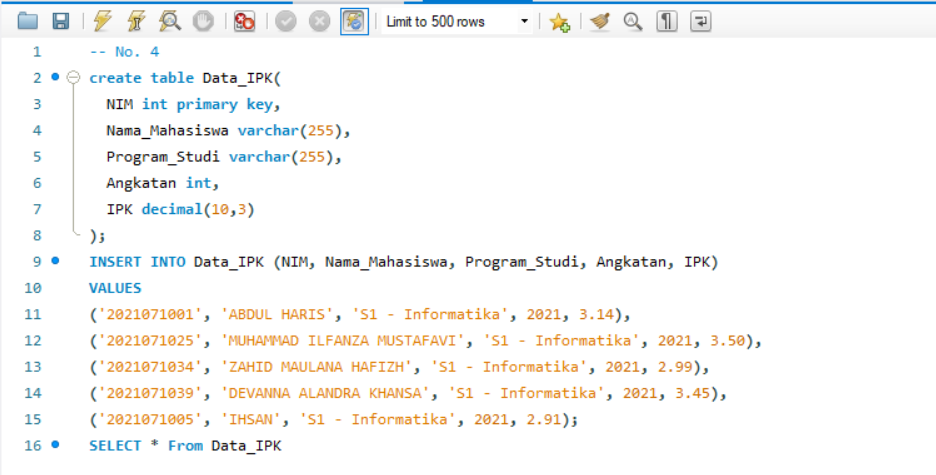 Limit to 500 rows
1 -- No. 4
2 create table Data_IPK(
3 NIM int primary key,
4 Nama_Mahasiswa varchar(255),
5 Program_Studi varchar(255),
6 Angkatan int,
7 IPK decimal(10,3)
8 );
9 INSERT INTO Data_IPK (NIM, Nama_Mahasiswa, Program_Studi, Angkatan, IPK)
10 VALUES
11 ('2021071001', 'ABDUL HARIS', 'S1 - Informatika', 2021, 3.14),
12 ('2021071025', 'MUHAMMAD ILFANZA MUSTAFAVI', 'S1 - Informatika', 2021, 3.50),
13 ('2021071034', 'ZAHID MAULANA HAFIZH', 'S1 - Informatika', 2021, 2.99),
14 ('2021071039', 'DEVANNA ALANDRA KHANSA', 'S1 - Informatika', 2021, 3.45),
15 ('2021071005', 'IHSAN', 'S1 - Informatika', 2021, 2.91);
16 SELECT * From Data_IPK